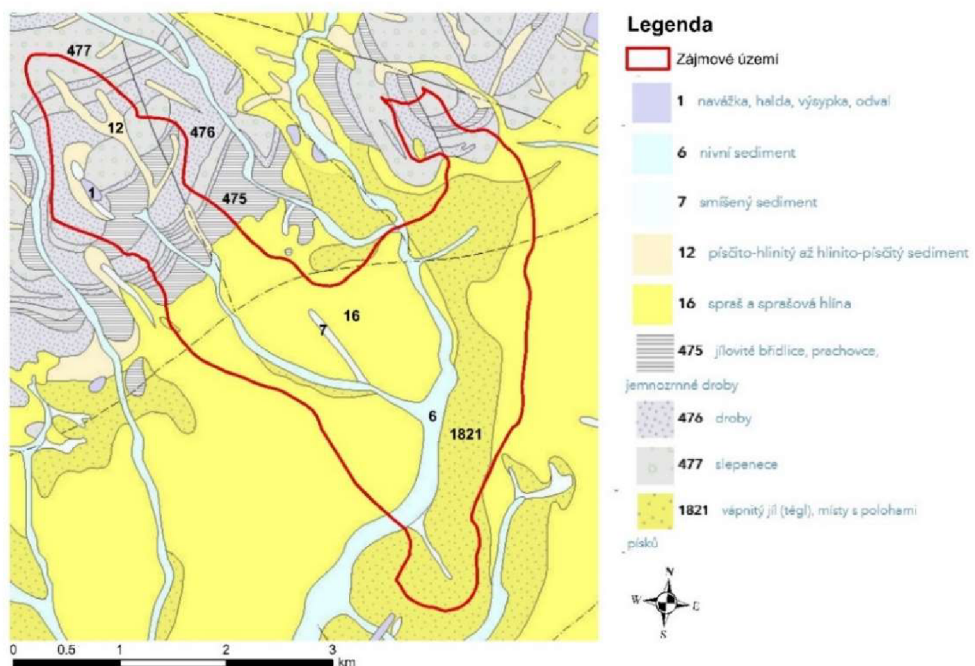 477
12
476
1
475
16
7
6
1821
0 0.5 1 2 3
km
Legenda
Zájmové území
1 navážka, halda, výsypka, odval
6 nivní sediment
7 smíšený sediment
12 písčito-hlinitý až hlinito-písčitý sediment
16 spraš a sprašová hlína
475 jílovité břidlice, prachovce,
jemnozrnné droby
476 droby
477 slepenece
1821 vápnitý jíl (tégl), místy s polohami
písků
N
W E
S